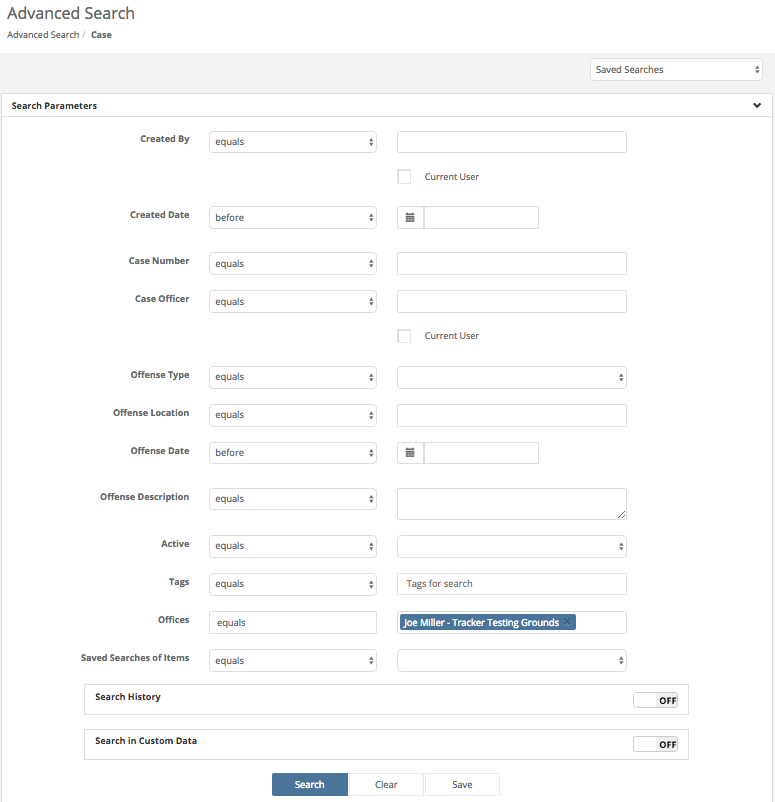 Advanced Search
Advanced Search / Case
Saved Searches
Search Parameters
Created By equals
Current User
Created Date before
Case Number equals
Case Officer equals
Current User
Offense Type equals
Offense Location equals
Offense Date before
Offense Description equals
Active equals
Tags equals Tags for search
Offices equals Joe Miller - Tracker Testing Grounds ×
Saved Searches of Items equals
Search History OFF
Search in Custom Data OFF
Search Clear Save